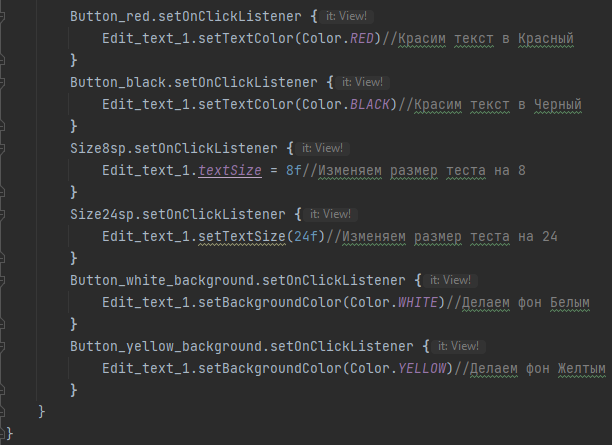 Button_red.setOnClickListener { it: View!
Edit_text_1.setTextColor(Color.RED)//Красим текст в Красный
}
Button_black.setOnClickListener { it: View!
Edit_text_1.setTextColor(Color.BLACK)//Красим текст в Черный
}
Size8sp.setOnClickListener { it: View!
Edit_text_1.textSize = 8f//Изменяем размер теста на 8
}
Size24sp.setOnClickListener { it: View!
Edit_text_1.setTextSize(24f)//Изменяем размер теста на 24
}
Button_white_background.setOnClickListener { it: View!
Edit_text_1.setBackgroundColor(Color.WHITE)//Делаем фон Белым
}
Button_yellow_background.setOnClickListener { it: View!
Edit_text_1.setBackgroundColor(Color.YELLOW)//Делаем фон Желтым
}
}
}